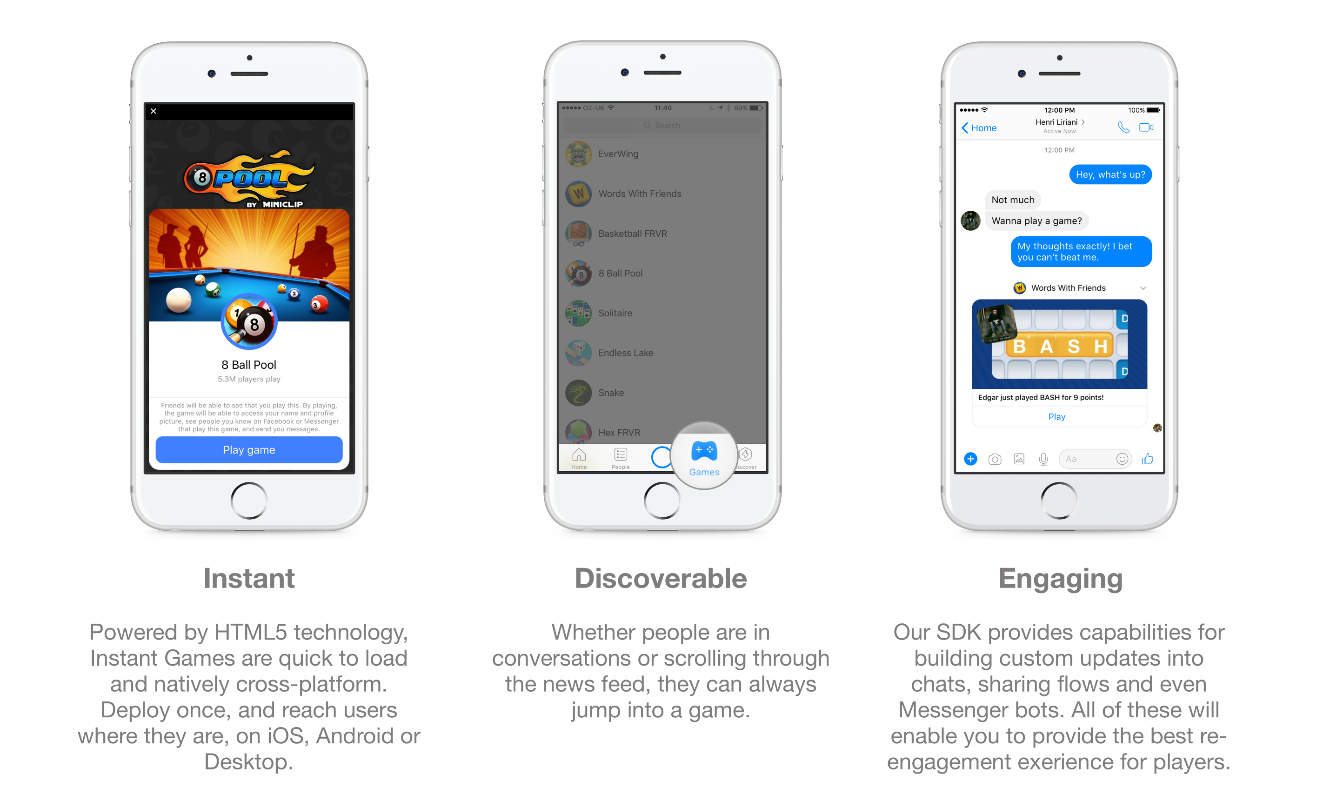 ×
8
POOL
BY MINICLIP
8
8 Ball Pool
5.3M players play
Friends will be able to see that you play this. By playing,
the game will be able to access your name and profile
picture, see people you know on Facebook or Messenger
that play this game, and send you messages.
Play game
O2-UK
11:40
83%
Search
EverWing
W
Words With Friends
Basketball FRVR
8 Ball Pool
Solitaire
Endless Lake
Snake
Hex FRVR
Home
People
Games
Discover
12:00 PM
100%
Home
Henri Liriani >
Active Now
12:00 PM
Hey, what's up?
Not much
Wanna play a game?
My thoughts exactly! I bet
you can't beat me.
W
Words With Friends
D
B A S H
D
Edgar just played BASH for 9 points!
Play
Aa
Instant
Powered by HTML5 technology,
Instant Games are quick to load
and natively cross-platform.
Deploy once, and reach users
where they are, on iOS, Android or
Desktop.
Discoverable
Whether people are in
conversations or scrolling through
the news feed, they can always
jump into a game.
Engaging
Our SDK provides capabilities for
building custom updates into
chats, sharing flows and even
Messenger bots. All of these will
enable you to provide the best re-
engagement exerience for players.